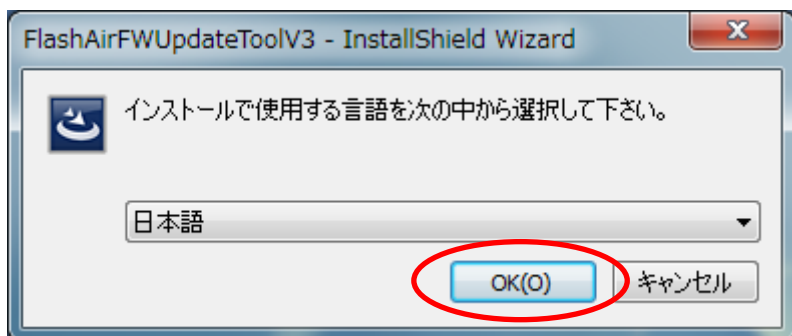 FlashAirFWUpdateToolV3 - InstallShield Wizard
インストールで使用する言語を次の中から選択して下さい。
日本語
OK(O)
キャンセル